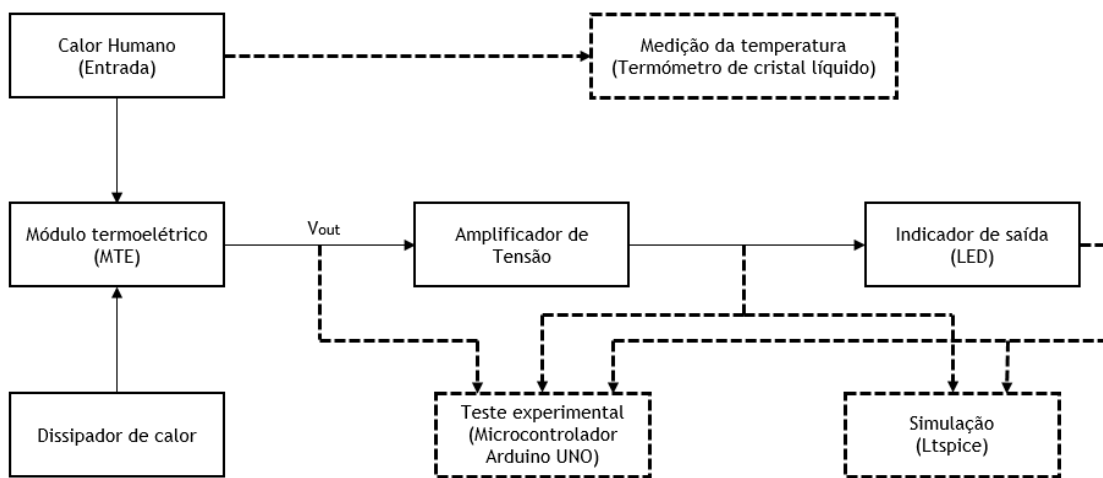 Calor Humano
(Entrada)
Medição da temperatura
(Termómetro de cristal líquido)
Módulo termoelétrico
(MTE)
Vout
Amplificador de
Tensão
Indicador de saída
(LED)
Dissipador de calor
Teste experimental
(Microcontrolador
Arduino UNO)
Simulação
(Ltspice)